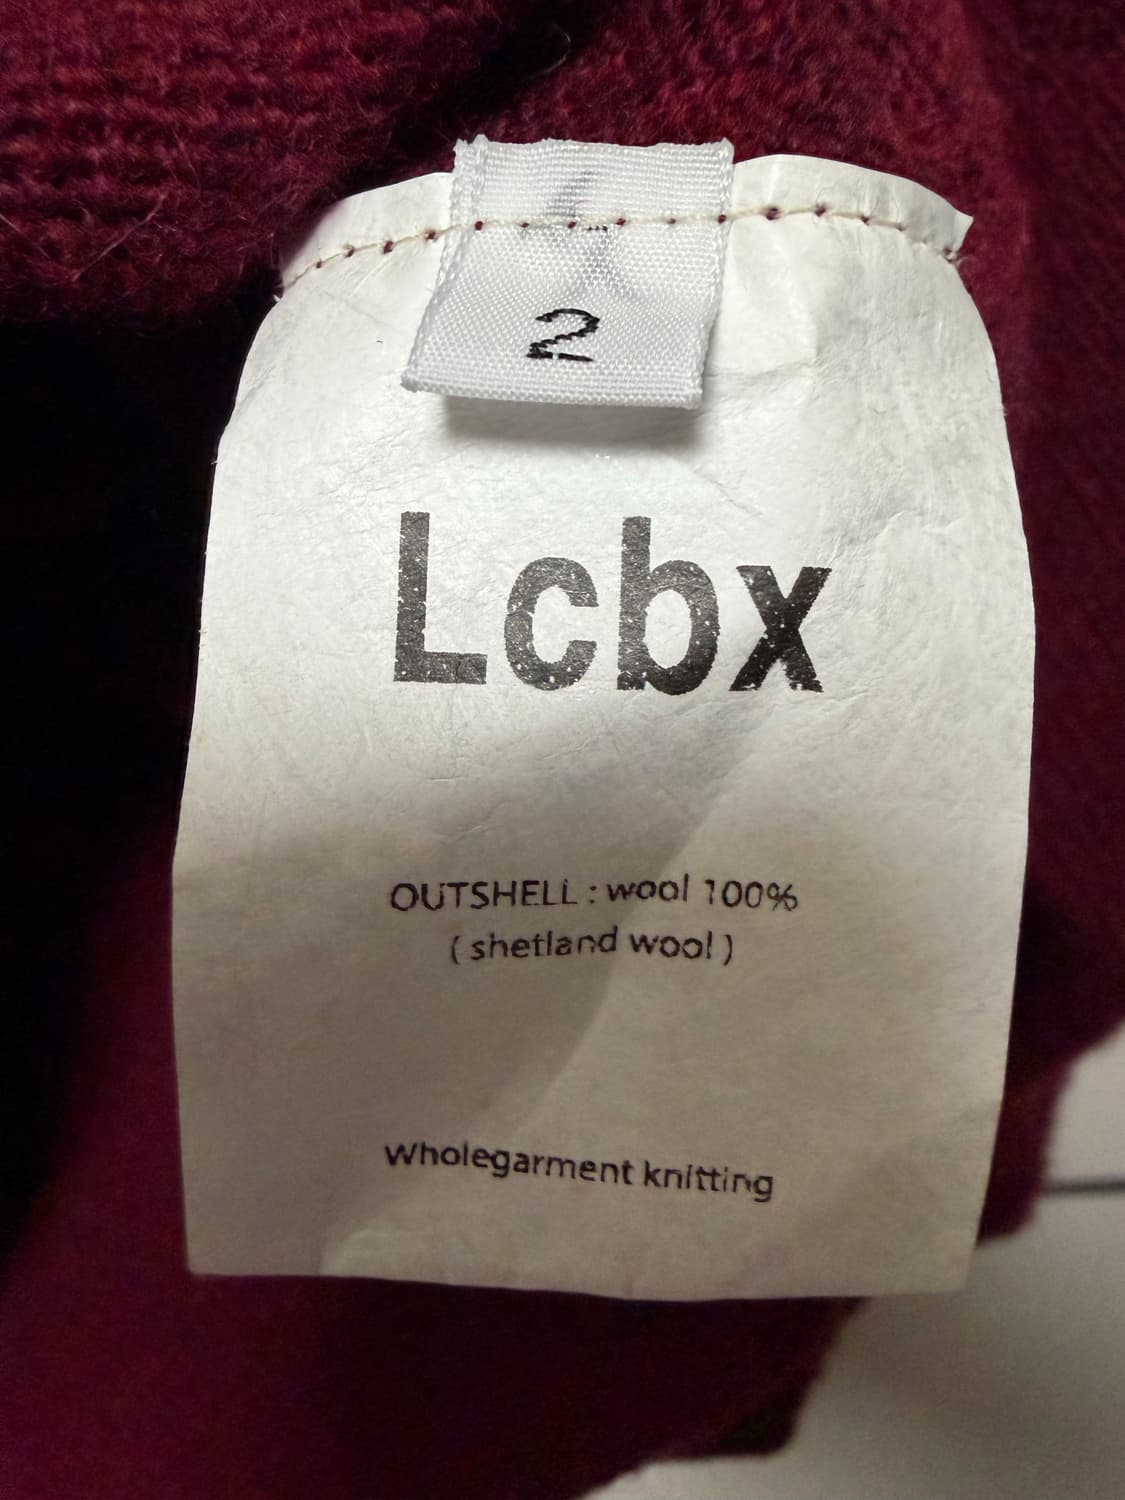 2
Lcbx
OUTSHELL : wool 100%
( shetland wool )
Wholegarment knitting